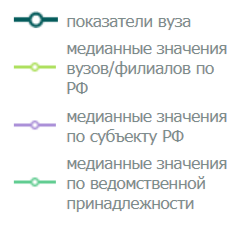 показатели вуза
медианные значения
вузов/филиалов по
РФ
медианные значения
по субъекту РФ
медианные значения
по ведомственной
принадлежности